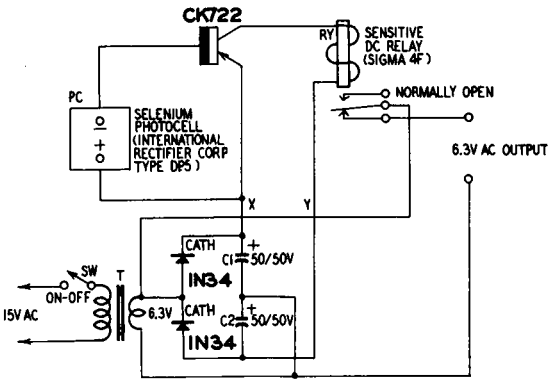 CK722
RY
SENSITIVE
DC RELAY
(SIGMA 4F)
PC
SELENIUM
PHOTOCELL
(INTERNATIONAL
RECTIFIER CORP
TYPE DP5)
−
+
NORMALLY OPEN
6.3V AC OUTPUT
X
Y
CATH
C1
+
50/50V
1N34
SW
ON-OFF
T
15V AC
6.3V
CATH
C2
+
50/50V
1N34